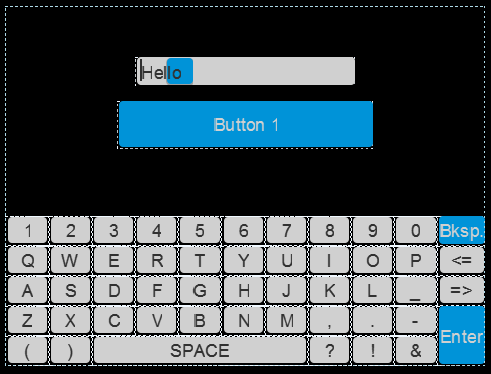 Hello
Button 1
1 2 3 4 5 6 7 8 9 0 Bksp.
Q W E R T Y U I O P <=
A S D F G H J K L _ =>
Z X C V B N M , . - Enter
( ) SPACE ? ! &